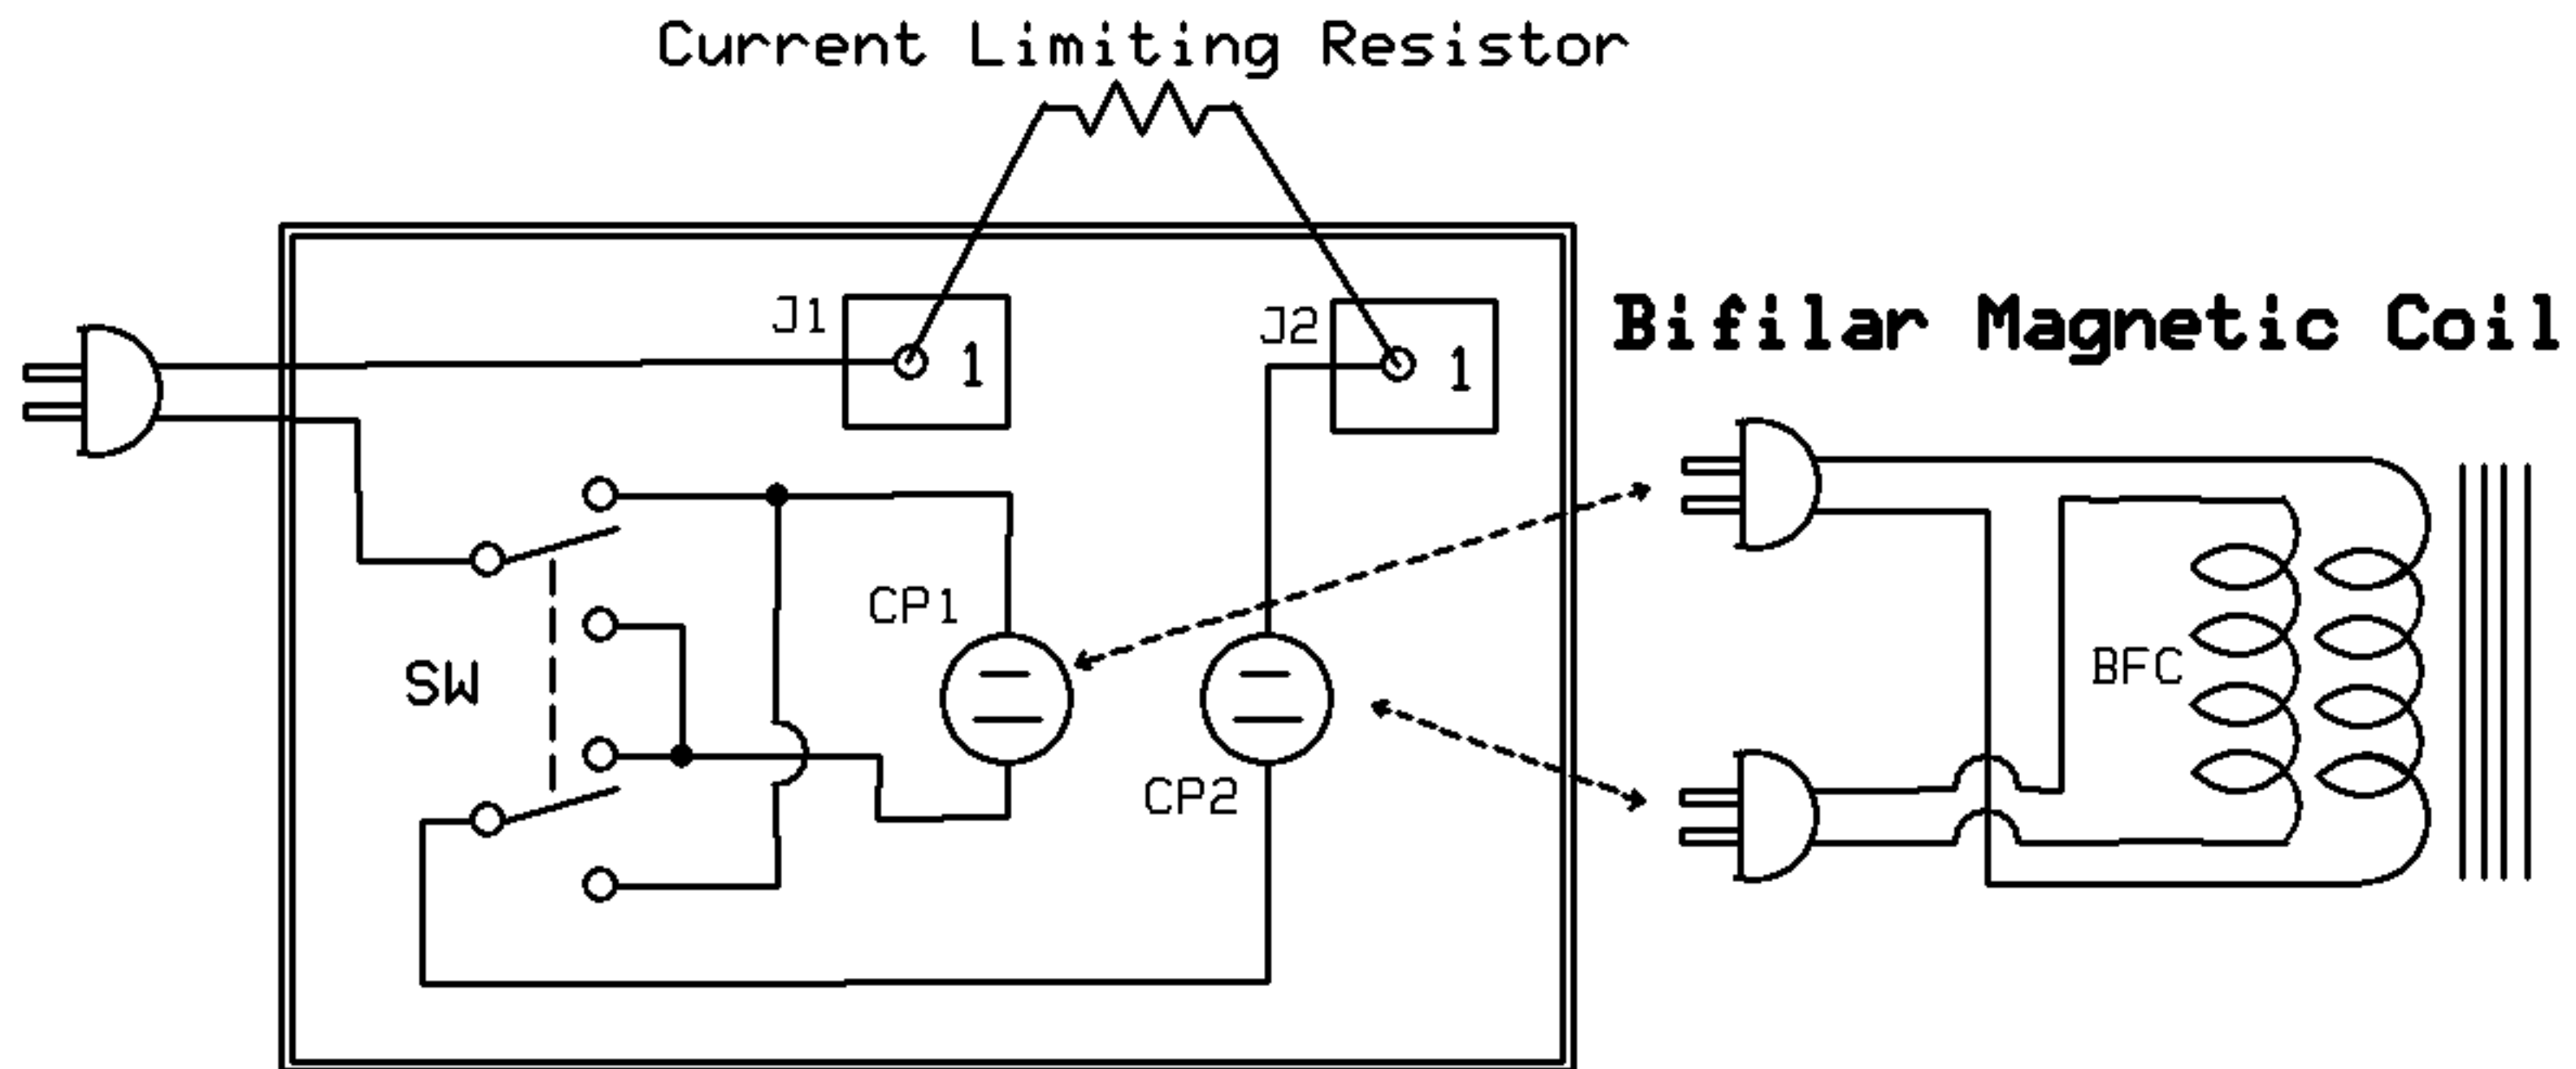 Current Limiting Resistor
J1
1
J2
1
Bifilar Magnetic Coil
CP1
SW
BFC
CP2